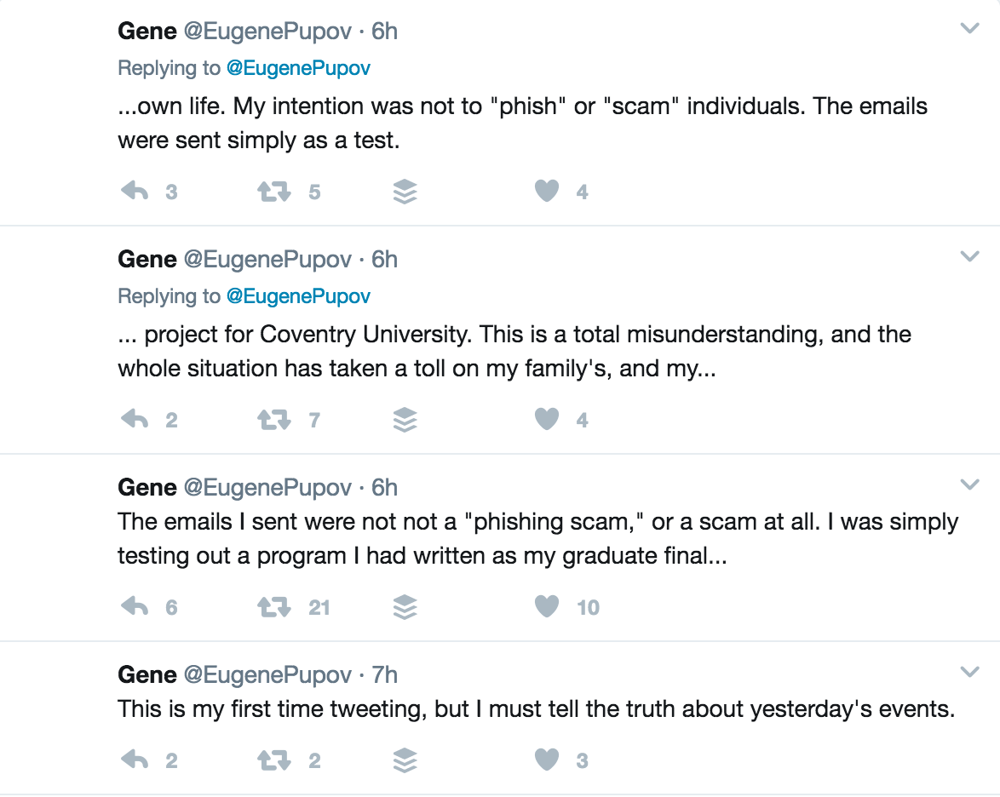 Gene @EugenePupov · 6h
Replying to @EugenePupov
...own life. My intention was not to "phish" or "scam" individuals. The emails
were sent simply as a test.
3 5 4
Gene @EugenePupov · 6h
Replying to @EugenePupov
... project for Coventry University. This is a total misunderstanding, and the
whole situation has taken a toll on my family's, and my...
2 7 4
Gene @EugenePupov · 6h
The emails I sent were not not a "phishing scam," or a scam at all. I was simply
testing out a program I had written as my graduate final...
6 21 10
Gene @EugenePupov · 7h
This is my first time tweeting, but I must tell the truth about yesterday's events.
2 2 3